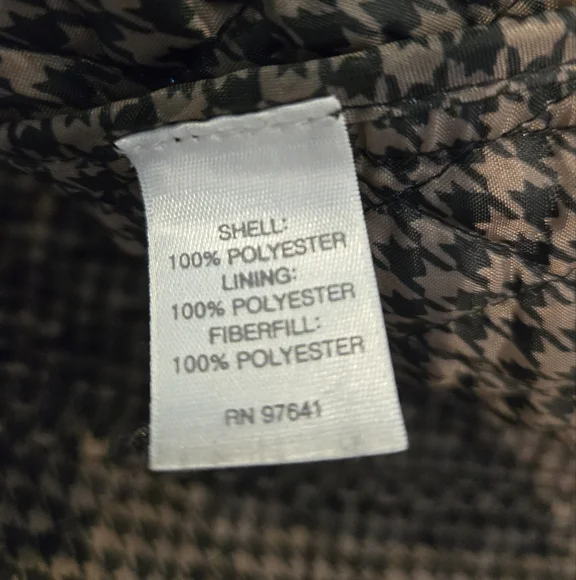 SHELL:
100% POLYESTER
LINING:
100% POLYESTER
FIBERFILL:
100% POLYESTER
RN 97641